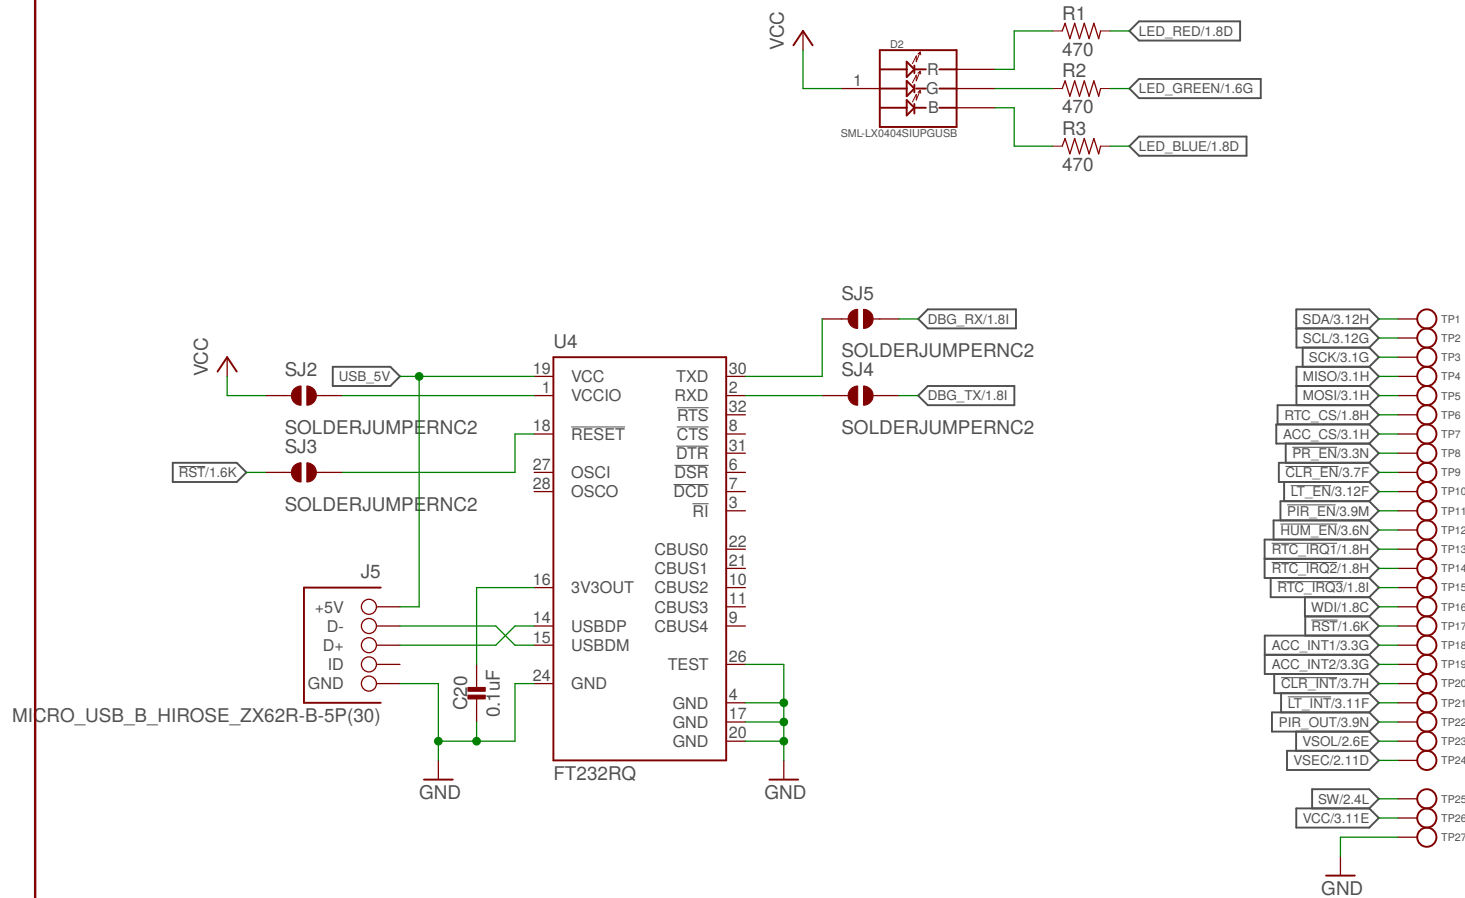 VCC
D2
1
R
G
B
SML-LX0404SIUPGUSB
R1
470
LED_RED/1.8D
R2
470
LED_GREEN/1.6G
R3
470
LED_BLUE/1.8D
VCC
SJ2
SOLDERJUMPERNC2
USB_5V
SJ3
SOLDERJUMPERNC2
RST/1.6K
J5
+5V
D-
D+
ID
GND
MICRO_USB_B_HIROSE_ZX62R-B-5P(30)
C20
0.1uF
GND
U4
19 VCC
1 VCCIO
18 RESET
27 OSCI
28 OSCO
16 3V3OUT
14 USBDP
15 USBDM
24 GND
TXD 30
RXD 2
RTS 32
CTS 8
DTR 31
DSR 6
DCD 7
RI 3
CBUS0 22
CBUS1 21
CBUS2 10
CBUS3 11
CBUS4 9
TEST 26
GND 4
GND 17
GND 20
FT232RQ
GND
SJ5
DBG_RX/1.8I
SOLDERJUMPERNC2
SJ4
DBG_TX/1.8I
SOLDERJUMPERNC2
SDA/3.12H TP1
SCL/3.12G TP2
SCK/3.1G TP3
MISO/3.1H TP4
MOSI/3.1H TP5
RTC_CS/1.8H TP6
ACC_CS/3.1H TP7
PR_EN/3.3N TP8
CLR_EN/3.7F TP9
LT_EN/3.12F TP10
PIR_EN/3.9M TP11
HUM_EN/3.6N TP12
RTC_IRQ1/1.8H TP13
RTC_IRQ2/1.8H TP14
RTC_IRQ3/1.8I TP15
WDI/1.8C TP16
RST/1.6K TP17
ACC_INT1/3.3G TP18
ACC_INT2/3.3G TP19
CLR_INT/3.7H TP20
LT_INT/3.11F TP21
PIR_OUT/3.9N TP22
VSOL/2.6E TP23
VSEC/2.11D TP24
SW/2.4L TP25
VCC/3.11E TP26
TP27
GND